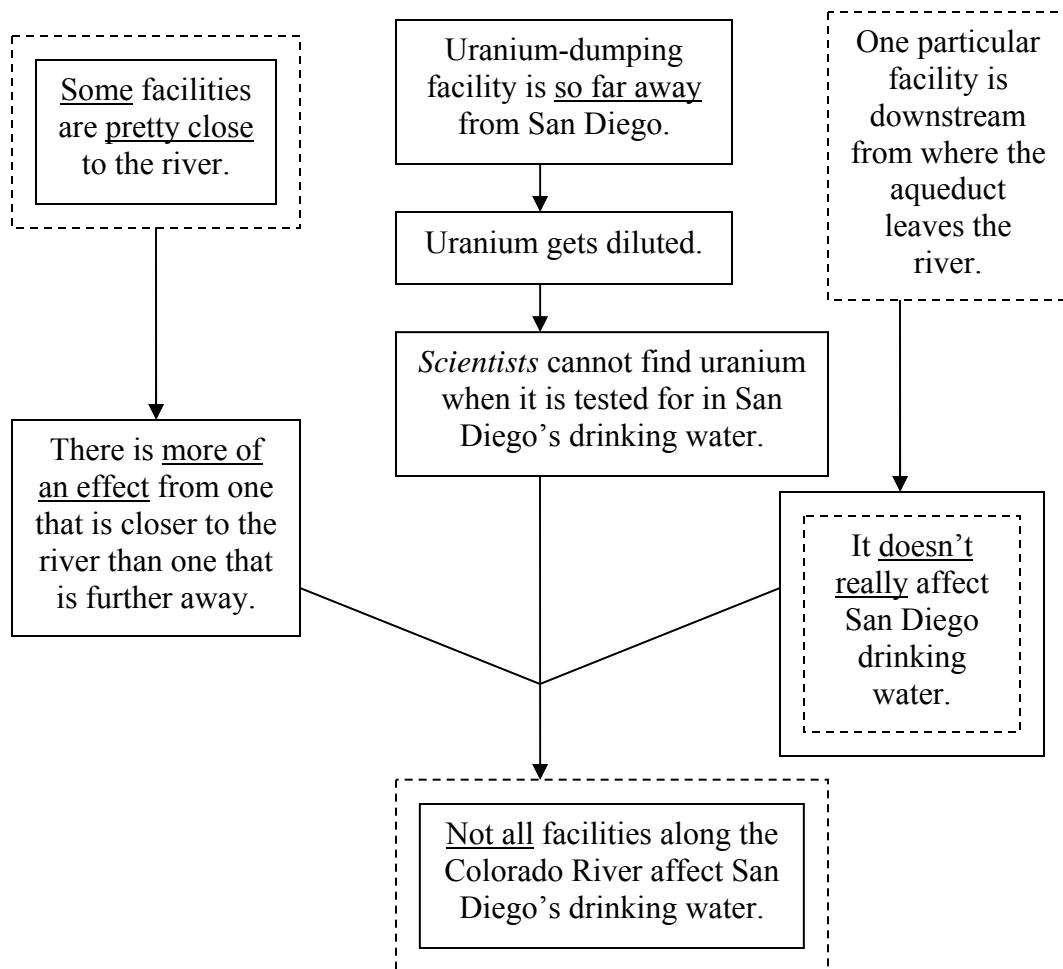 Some facilities
are pretty close
to the river.
Uranium-dumping
facility is so far away
from San Diego.
One particular
facility is
downstream
from where the
aqueduct
leaves the
river.
Uranium gets diluted.
Scientists cannot find uranium
when it is tested for in San
Diego’s drinking water.
There is more of
an effect from one
that is closer to the
river than one that
is further away.
It doesn’t
really affect
San Diego
drinking
water.
Not all facilities along the
Colorado River affect San
Diego’s drinking water.